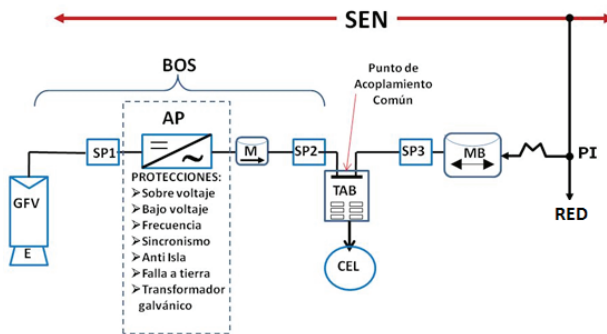 SEN
BOS
Punto de
Acoplamiento
Común
AP
SP1
M
SP2
SP3
MB
PI
GFV
E
PROTECCIONES:
➢Sobre voltaje
➢Bajo voltaje
➢Frecuencia
➢Sincronismo
➢Anti Isla
➢Falla a tierra
➢Transformador
galvánico
TAB
RED
CEL